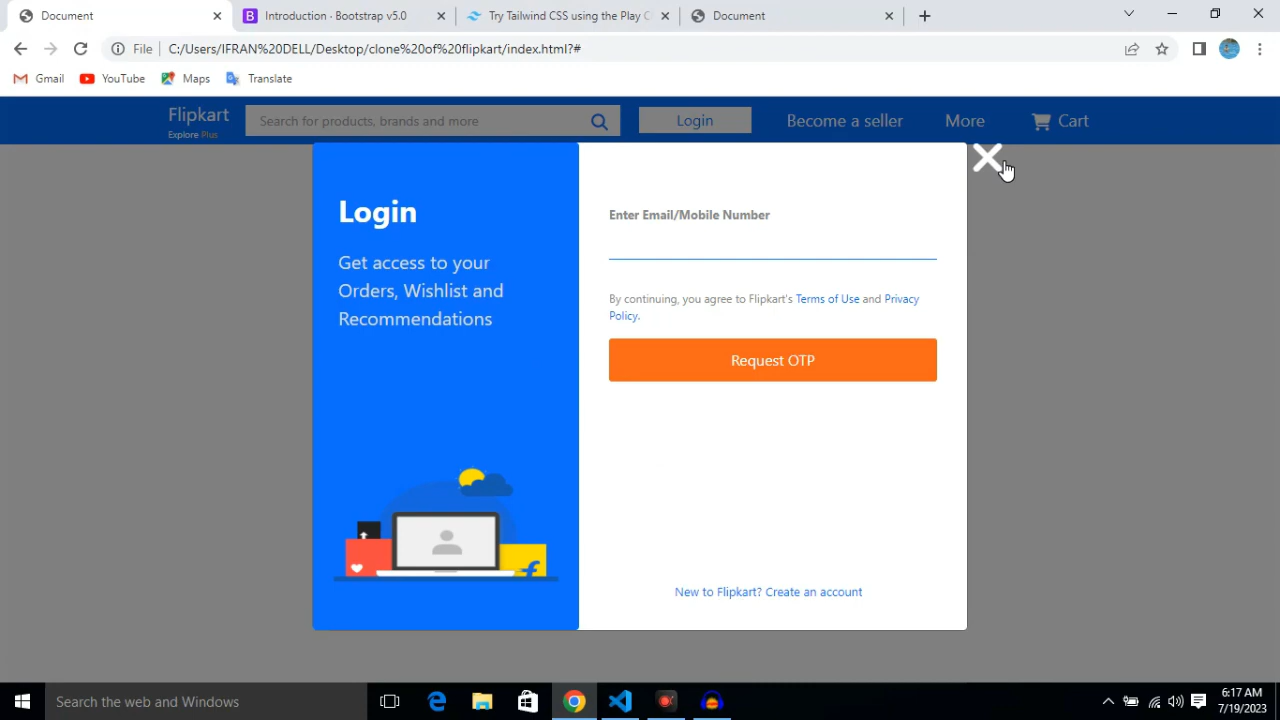 Document
Introduction · Bootstrap v5.0
Try Tailwind CSS using the Play C
Document
File
C:/Users/IFRAN%20DELL/Desktop/clone%20of%20flipkart/index.html?#
Gmail
YouTube
Maps
Translate
Flipkart
Explore Plus
Search for products, brands and more
Login
Become a seller
More
Cart
Login
Get access to your
Orders, Wishlist and
Recommendations
Enter Email/Mobile Number
By continuing, you agree to Flipkart's Terms of Use and Privacy
Policy.
Request OTP
New to Flipkart? Create an account
Search the web and Windows
6:17 AM
7/19/2023